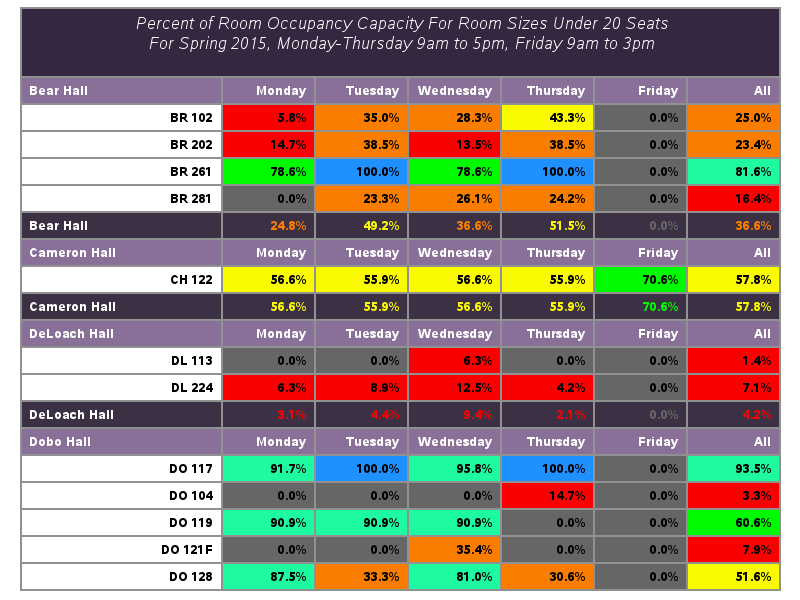 Percent of Room Occupancy Capacity For Room Sizes Under 20 Seats
For Spring 2015, Monday-Thursday 9am to 5pm, Friday 9am to 3pm
Bear Hall Monday Tuesday Wednesday Thursday Friday All
BR 102 5.8% 35.0% 28.3% 43.3% 0.0% 25.0%
BR 202 14.7% 38.5% 13.5% 38.5% 0.0% 23.4%
BR 261 78.6% 100.0% 78.6% 100.0% 0.0% 81.6%
BR 281 0.0% 23.3% 26.1% 24.2% 0.0% 16.4%
Bear Hall 24.8% 49.2% 36.6% 51.5% 0.0% 36.6%
Cameron Hall Monday Tuesday Wednesday Thursday Friday All
CH 122 56.6% 55.9% 56.6% 55.9% 70.6% 57.8%
Cameron Hall 56.6% 55.9% 56.6% 55.9% 70.6% 57.8%
DeLoach Hall Monday Tuesday Wednesday Thursday Friday All
DL 113 0.0% 0.0% 6.3% 0.0% 0.0% 1.4%
DL 224 6.3% 8.9% 12.5% 4.2% 0.0% 7.1%
DeLoach Hall 3.1% 4.4% 9.4% 2.1% 0.0% 4.2%
Dobo Hall Monday Tuesday Wednesday Thursday Friday All
DO 117 91.7% 100.0% 95.8% 100.0% 0.0% 93.5%
DO 104 0.0% 0.0% 0.0% 14.7% 0.0% 3.3%
DO 119 90.9% 90.9% 90.9% 0.0% 0.0% 60.6%
DO 121F 0.0% 0.0% 35.4% 0.0% 0.0% 7.9%
DO 128 87.5% 33.3% 81.0% 30.6% 0.0% 51.6%